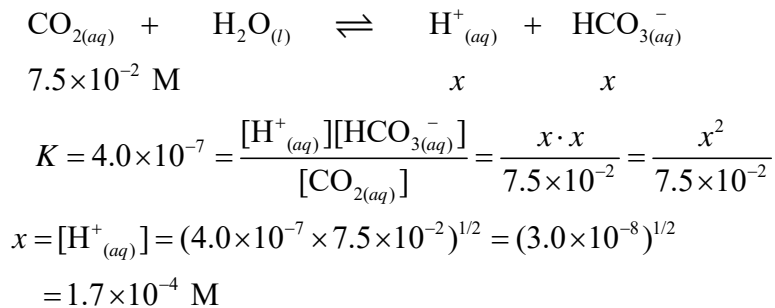 CO₂₍ₐq₎ + H₂O₍ₗ₎ ⇌ H⁺₍ₐq₎ + HCO₃₍ₐq₎⁻
7.5×10⁻² M x x
K = 4.0×10⁻⁷ = [H⁺₍ₐq₎][HCO₃₍ₐq₎⁻] / [CO₂₍ₐq₎] = x·x / 7.5×10⁻² = x² / 7.5×10⁻²
x = [H⁺₍ₐq₎] = (4.0×10⁻⁷ × 7.5×10⁻²)^{1/2} = (3.0×10⁻⁸)^{1/2}
= 1.7×10⁻⁴ M